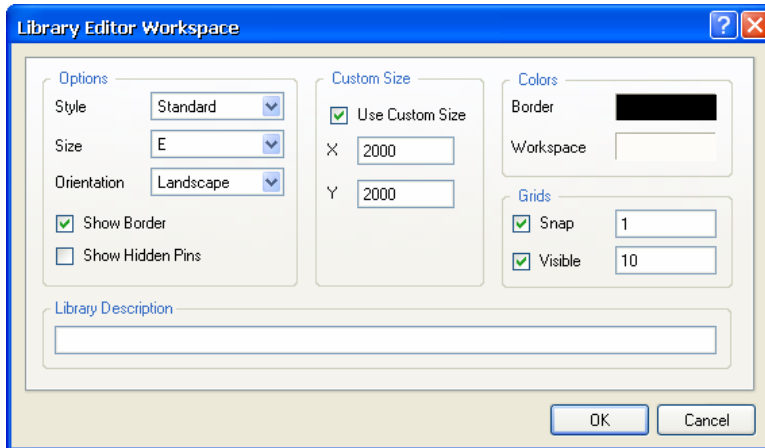 Library Editor Workspace
Options
Style Standard
Size E
Orientation Landscape
Show Border
Show Hidden Pins
Custom Size
Use Custom Size
X 2000
Y 2000
Colors
Border
Workspace
Grids
Snap 1
Visible 10
Library Description
OK Cancel